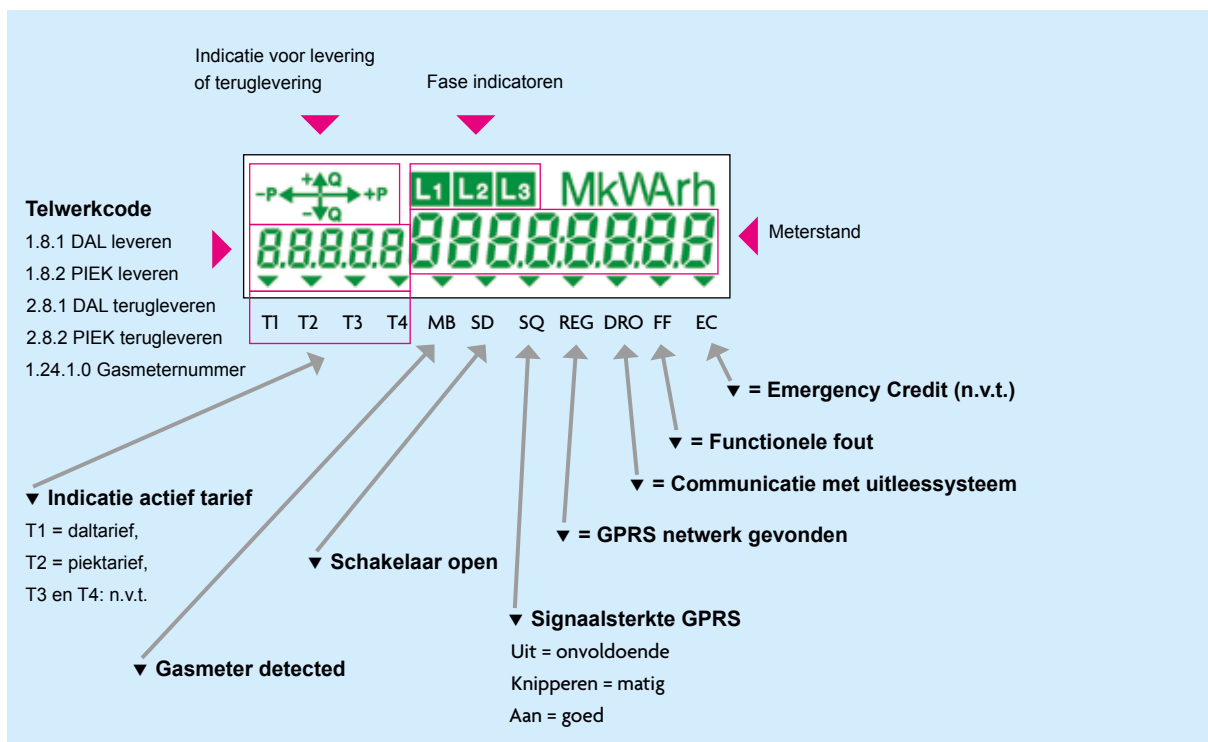 Indicatie voor levering
of teruglevering
Fase indicatoren
-P +Q +P -Q
L1 L2 L3 MkWArh
8.8.8.8.8 8888:88:88
Meterstand
Telwerkcode
1.8.1 DAL leveren
1.8.2 PIEK leveren
2.8.1 DAL terugleveren
2.8.2 PIEK terugleveren
1.24.1.0 Gasmeternummer
T1 T2 T3 T4 MB SD SQ REG DRO FF EC
▼ = Emergency Credit (n.v.t.)
▼ = Functionele fout
▼ = Communicatie met uitleessysteem
▼ = GPRS netwerk gevonden
▼ Indicatie actief tarief
T1 = daltarief,
T2 = piektarief,
T3 en T4: n.v.t.
▼ Schakelaar open
▼ Signaalsterkte GPRS
Uit = onvoldoende
Knipperen = matig
Aan = goed
▼ Gasmeter detected